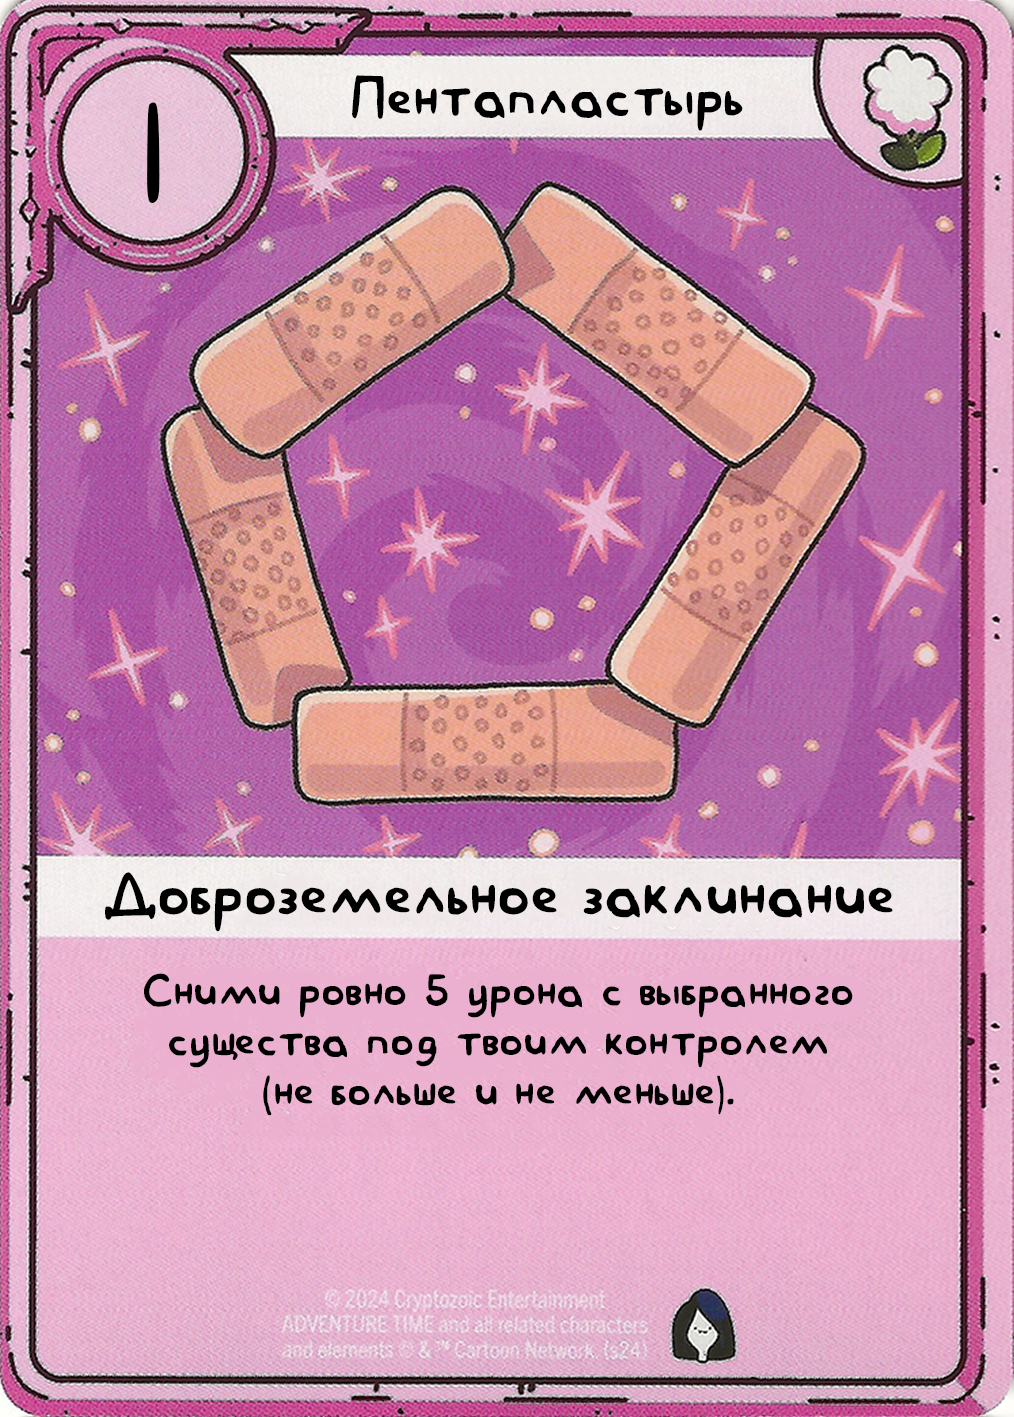 1
Пентапластырь
Доброземельное заклинание
Сними ровно 5 урона с выбранного
существа под твоим контролем
(не больше и не меньше).
© 2024 Cryptozoic Entertainment
ADVENTURE TIME and all related characters
and elements © & ™ Cartoon Network. (s24)